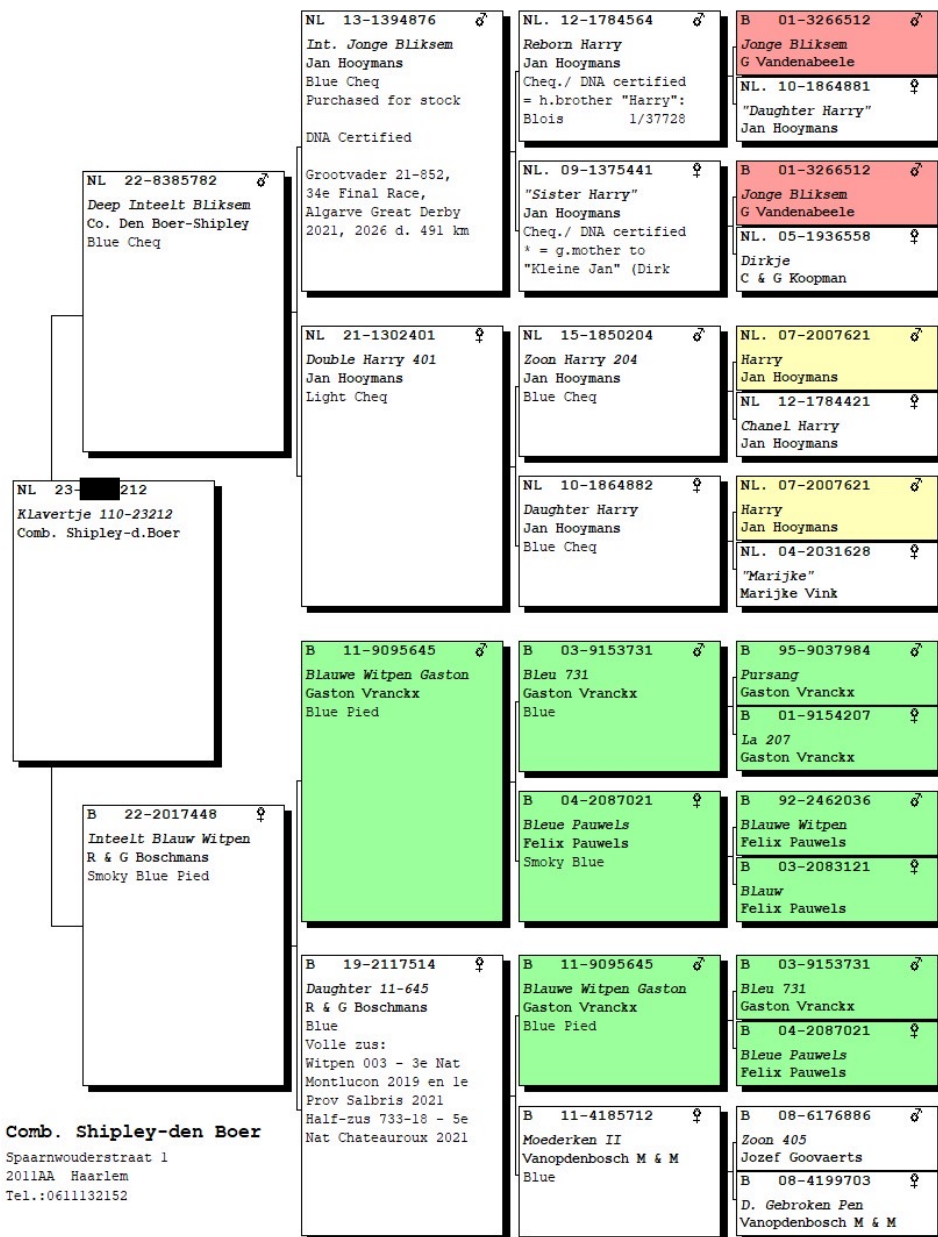 NL 23-212
Klavertje 110-23212
Comb. Shipley-d.Boer
NL 22-8385782 ♂
Deep Inteelt Bliksem
Co. Den Boer-Shipley
Blue Cheq
B 22-2017448 ♀
Inteelt Blauw Witpen
R & G Boschmans
Smoky Blue Pied
NL 13-1394876 ♂
Int. Jonge Bliksem
Jan Hooymans
Blue Cheq
Purchased for stock
DNA Certified
Grootvader 21-852,
34e Final Race,
Algarve Great Derby
2021, 2026 d. 491 km
NL 21-1302401 ♀
Double Harry 401
Jan Hooymans
Light Cheq
B 11-9095645 ♂
Blauwe Witpen Gaston
Gaston Vranckx
Blue Pied
B 19-2117514 ♀
Daughter 11-645
R & G Boschmans
Blue
Volle zus:
Witpen 003 - 3e Nat
Montlucon 2019 en 1e
Prov Salbris 2021
Half-zus 733-18 - 5e
Nat Chateauroux 2021
NL. 12-1784564 ♂
Reborn Harry
Jan Hooymans
Cheq./ DNA certified
= h.brother "Harry":
Blois 1/37728
NL. 09-1375441 ♀
"Sister Harry"
Jan Hooymans
Cheq./ DNA certified
* = g.mother to
"Kleine Jan" (Dirk
NL 15-1850204 ♂
Zoon Harry 204
Jan Hooymans
Blue Cheq
NL 10-1864882 ♀
Daughter Harry
Jan Hooymans
Blue Cheq
B 03-9153731 ♂
Bleu 731
Gaston Vranckx
Blue
B 04-2087021 ♀
Bleue Pauwels
Felix Pauwels
Smoky Blue
B 11-9095645 ♂
Blauwe Witpen Gaston
Gaston Vranckx
Blue Pied
B 11-4185712 ♀
Moederken II
Vanopdenbosch M & M
Blue
B 01-3266512 ♂
Jonge Bliksem
G Vandenabeele
NL. 10-1864881 ♀
"Daughter Harry"
Jan Hooymans
B 01-3266512 ♂
Jonge Bliksem
G Vandenabeele
NL. 05-1936558 ♀
Dirkje
C & G Koopman
NL. 07-2007621 ♂
Harry
Jan Hooymans
NL 12-1784421 ♀
Chanel Harry
Jan Hooymans
NL. 07-2007621 ♂
Harry
Jan Hooymans
NL. 04-2031628 ♀
"Marijke"
Marijke Vink
B 95-9037984 ♂
Pursang
Gaston Vranckx
B 01-9154207 ♀
La 207
Gaston Vranckx
B 92-2462036 ♂
Blauwe Witpen
Felix Pauwels
B 03-2083121 ♀
Blauw
Felix Pauwels
B 03-9153731 ♂
Bleu 731
Gaston Vranckx
B 04-2087021 ♀
Bleue Pauwels
Felix Pauwels
B 08-6176886 ♂
Zoon 405
Jozef Goovaerts
B 08-4199703 ♀
D. Gebroken Pen
Vanopdenbosch M & M
Comb. Shipley-den Boer
Spaarnwouderstraat 1
2011AA Haarlem
Tel.:0611132152